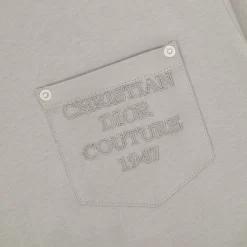 CHRISTIAN
DIOR
COUTURE
1947